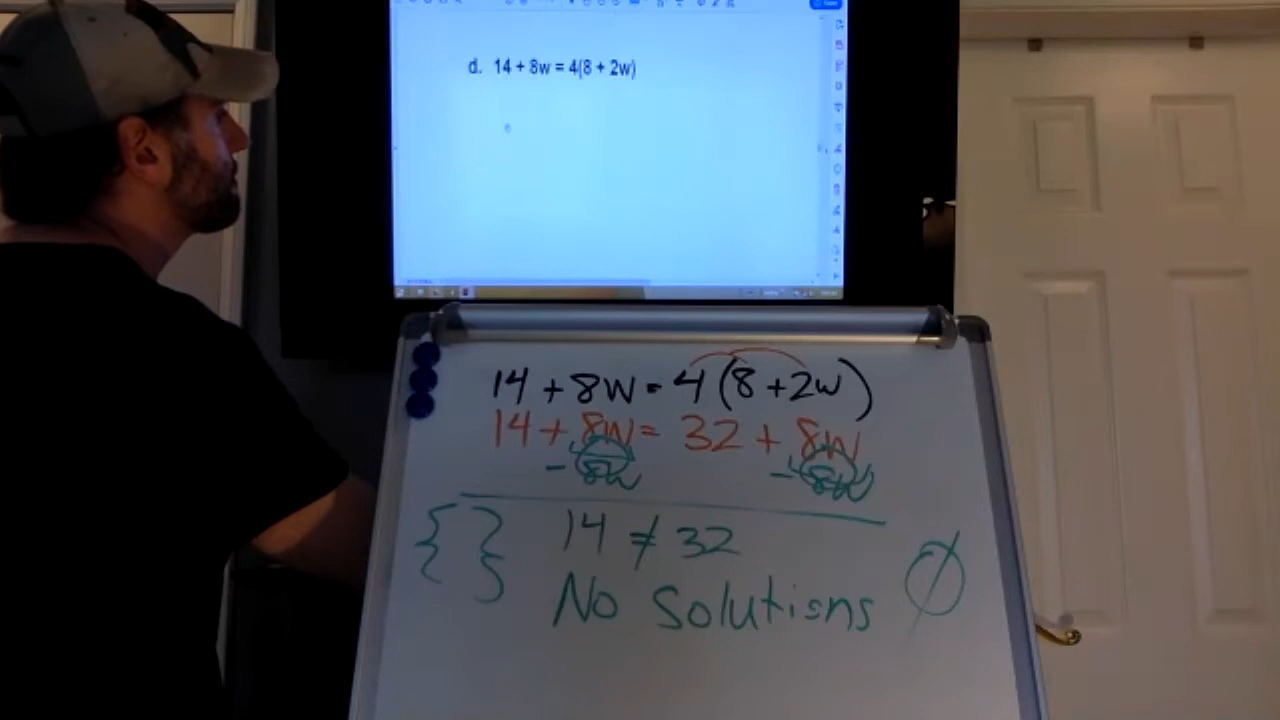 d. 14 + 8w = 4(8 + 2w)
14 + 8w = 4(8 + 2w)
14 + 8w = 32 + 8w
- 8w - 8w
{ } 14 ≠ 32 ∅
No Solutions